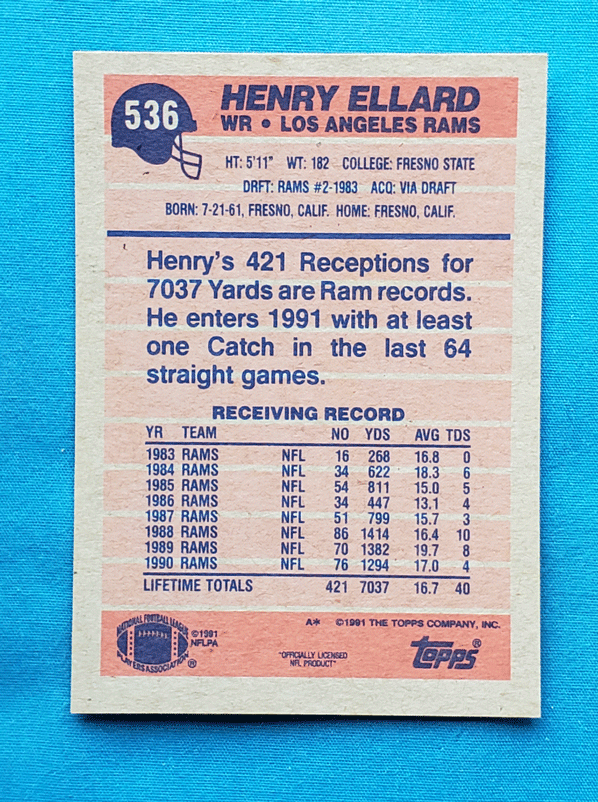 536
HENRY ELLARD
WR • LOS ANGELES RAMS
HT: 5'11" WT: 182 COLLEGE: FRESNO STATE
DRFT: RAMS #2-1983 ACQ: VIA DRAFT
BORN: 7-21-61, FRESNO, CALIF. HOME: FRESNO, CALIF.
Henry's 421 Receptions for
7037 Yards are Ram records.
He enters 1991 with at least
one Catch in the last 64
straight games.
RECEIVING RECORD
YR TEAM NO YDS AVG TDS
1983 RAMS NFL 16 268 16.8 0
1984 RAMS NFL 34 622 18.3 6
1985 RAMS NFL 54 811 15.0 5
1986 RAMS NFL 34 447 13.1 4
1987 RAMS NFL 51 799 15.7 3
1988 RAMS NFL 86 1414 16.4 10
1989 RAMS NFL 70 1382 19.7 8
1990 RAMS NFL 76 1294 17.0 4
LIFETIME TOTALS 421 7037 16.7 40
A* ©1991 THE TOPPS COMPANY, INC.
NATIONAL FOOTBALL LEAGUE
PLAYERS ASSOCIATION ®
©1991
NFLPA
"OFFICIALLY LICENSED
NFL PRODUCT"
TOPPS ®